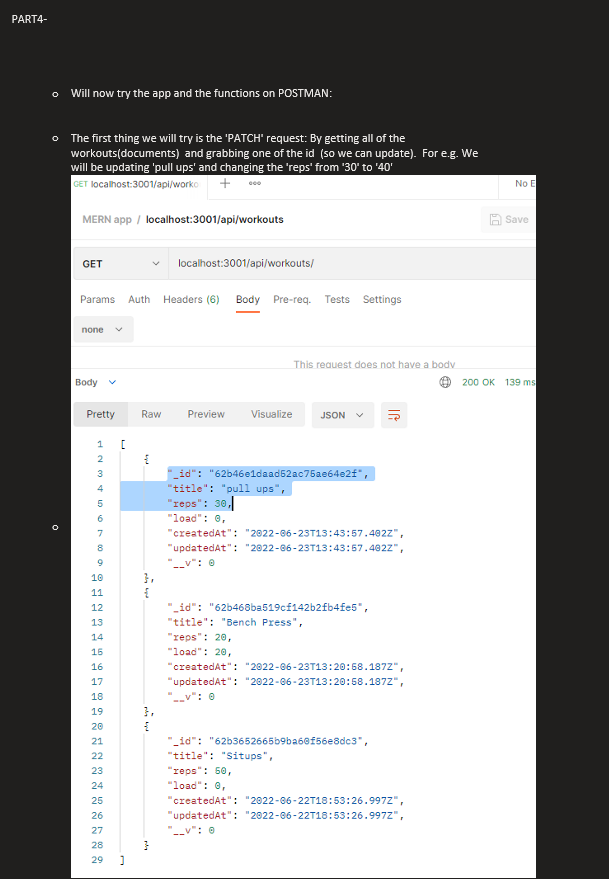 PART4-
Will now try the app and the functions on POSTMAN:
The first thing we will try is the 'PATCH' request: By getting all of the
workouts(documents) and grabbing one of the id (so we can update). For e.g. We
will be updating 'pull ups' and changing the 'reps' from '30' to '40'
GET localhost:3001/api/worko + ooo No E
MERN app / localhost:3001/api/workouts Save
GET localhost:3001/api/workouts/
Params Auth Headers (6) Body Pre-req. Tests Settings
none
This request does not have a body
Body 200 OK 139 ms
Pretty Raw Preview Visualize JSON
1 [
2 {
3 "_id": "62b46e1daad52ac75ae64e2f",
4 "title": "pull ups",
5 "reps": 30,
6 "load": 0,
7 "createdAt": "2022-06-23T13:43:57.402Z",
8 "updatedAt": "2022-06-23T13:43:57.402Z",
9 "__v": 0
10 },
11 {
12 "_id": "62b468ba519cf142b2fb4fe5",
13 "title": "Bench Press",
14 "reps": 20,
15 "load": 20,
16 "createdAt": "2022-06-23T13:20:58.187Z",
17 "updatedAt": "2022-06-23T13:20:58.187Z",
18 "__v": 0
19 },
20 {
21 "_id": "62b3652665b9ba60f56e8dc3",
22 "title": "Situps",
23 "reps": 50,
24 "load": 0,
25 "createdAt": "2022-06-22T18:53:26.997Z",
26 "updatedAt": "2022-06-22T18:53:26.997Z",
27 "__v": 0
28 }
29 ]